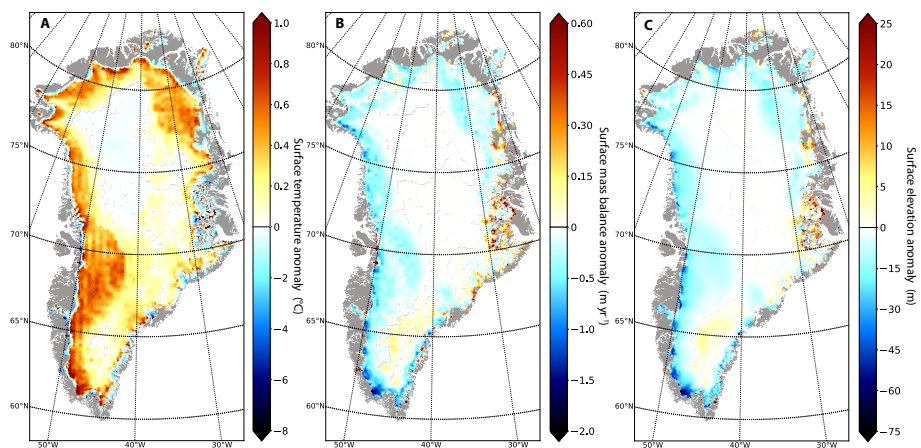 A
80°N
75°N
70°N
65°N
60°N
50°W 40°W 30°W
1.0
0.8
0.6
0.4
0.2
0
−2
−4
−6
−8
Surface temperature anomaly (°C)
B
80°N
75°N
70°N
65°N
60°N
50°W 40°W 30°W
0.60
0.45
0.30
0.15
0
−0.5
−1.0
−1.5
−2.0
Surface mass balance anomaly (m yr⁻¹)
C
80°N
75°N
70°N
65°N
60°N
50°W 40°W 30°W
25
20
15
10
5
0
−15
−30
−45
−60
−75
Surface elevation anomaly (m)